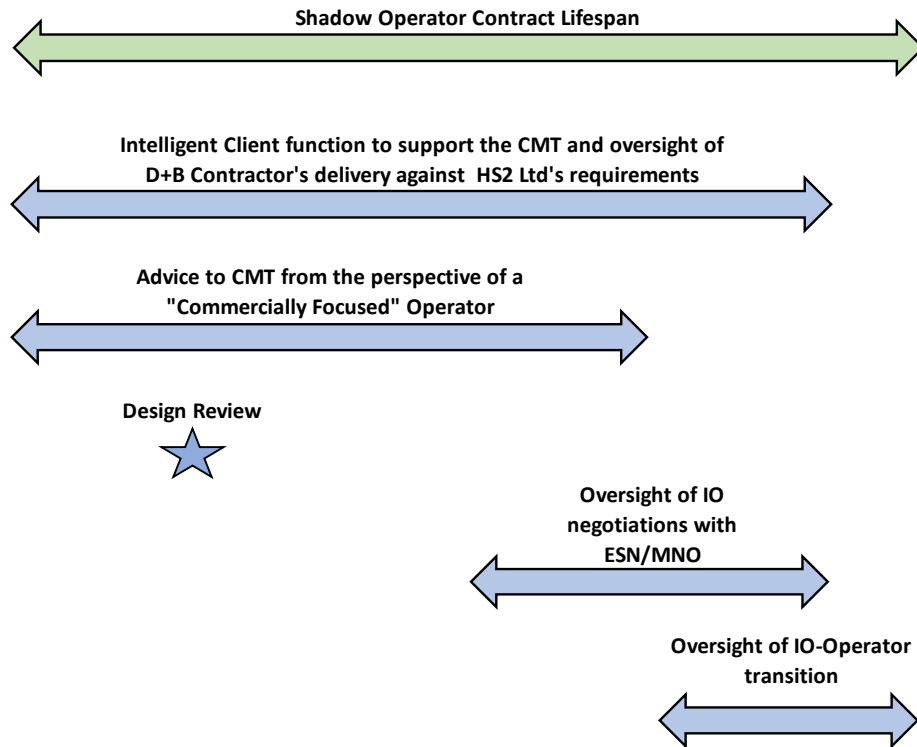 Shadow Operator Contract Lifespan
Intelligent Client function to support the CMT and oversight of
D+B Contractor's delivery against HS2 Ltd's requirements
Advice to CMT from the perspective of a
"Commercially Focused" Operator
Design Review
Oversight of IO
negotiations with
ESN/MNO
Oversight of IO-Operator
transition